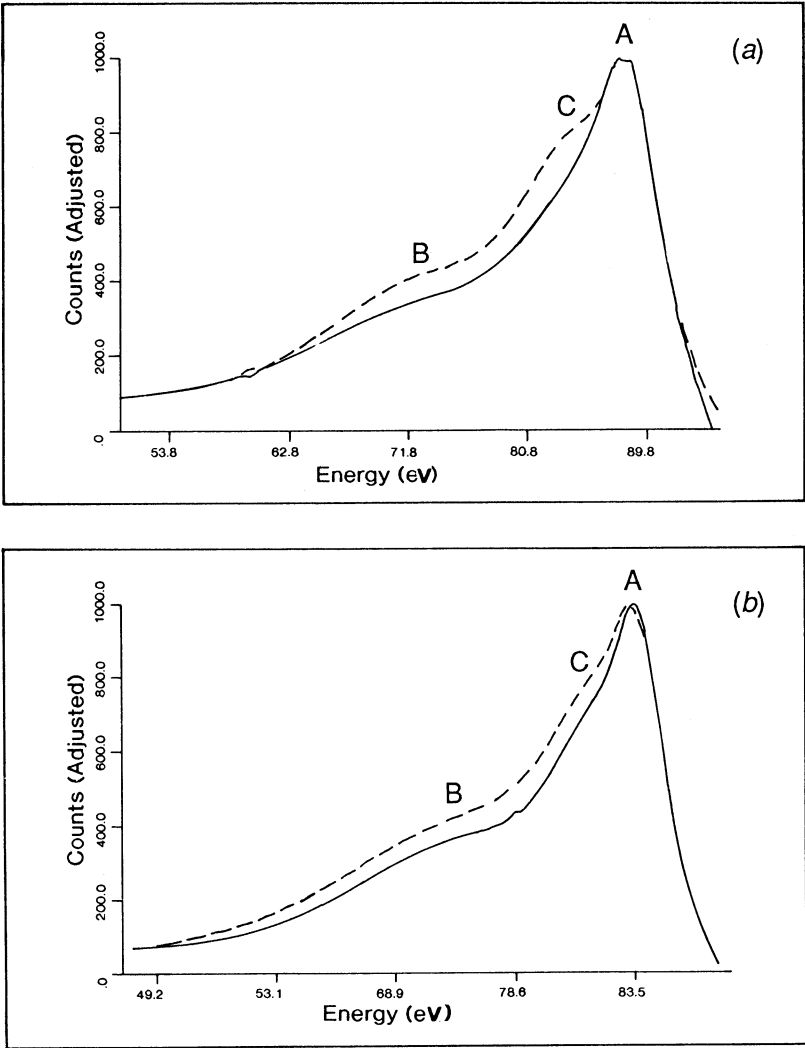 A
(a)
1000.0
C
800.0
Counts (Adjusted)
600.0
B
400.0
200.0
.0
53.8 62.8 71.8 80.8 89.8
Energy (eV)
A
(b)
1000.0
C
800.0
Counts (Adjusted)
600.0
B
400.0
200.0
.0
49.2 53.1 68.9 78.6 83.5
Energy (eV)